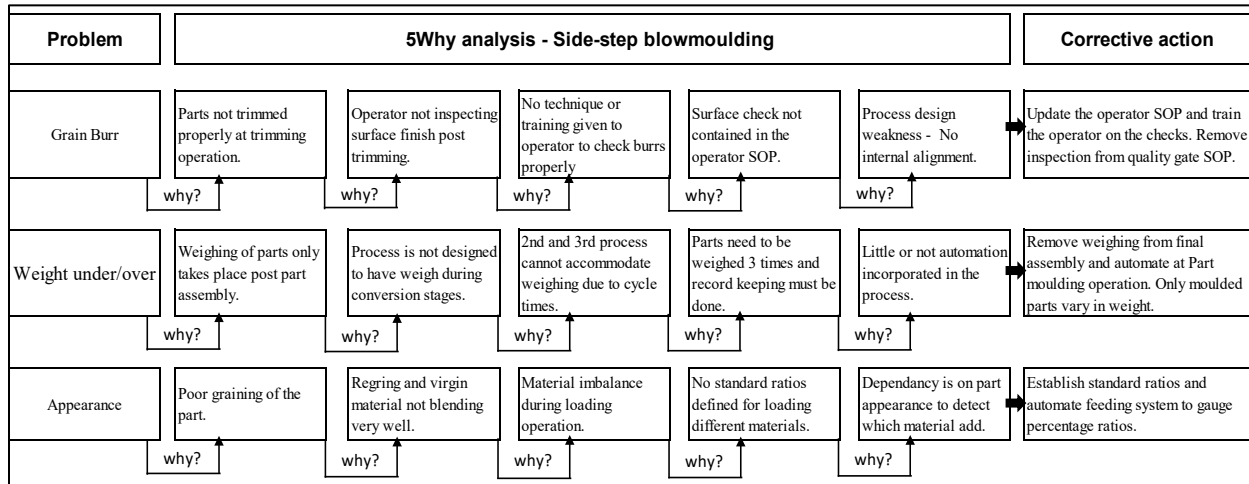 Problem
5Why analysis - Side-step blowmoulding
Corrective action
Grain Burr
Parts not trimmed
properly at trimming
operation.
Operator not inspecting
surface finish post
trimming.
No technique or
training given to
operator to check burrs
properly
Surface check not
contained in the
operator SOP.
Process design
weakness - No
internal alignment.
Update the operator SOP and train
the operator on the checks. Remove
inspection from quality gate SOP.
why?
why?
why?
why?
why?
Weight under/over
Weighing of parts only
takes place post part
assembly.
Process is not designed
to have weigh during
conversion stages.
2nd and 3rd process
cannot accommodate
weighing due to cycle
times.
Parts need to be
weighed 3 times and
record keeping must be
done.
Little or not automation
incorporated in the
process.
Remove weighing from final
assembly and automate at Part
moulding operation. Only moulded
parts vary in weight.
why?
why?
why?
why?
why?
Appearance
Poor graining of the
part.
Regring and virgin
material not blending
very well.
Material imbalance
during loading
operation.
No standard ratios
defined for loading
different materials.
Dependancy is on part
appearance to detect
which material add.
Establish standard ratios and
automate feeding system to gauge
percentage ratios.
why?
why?
why?
why?
why?